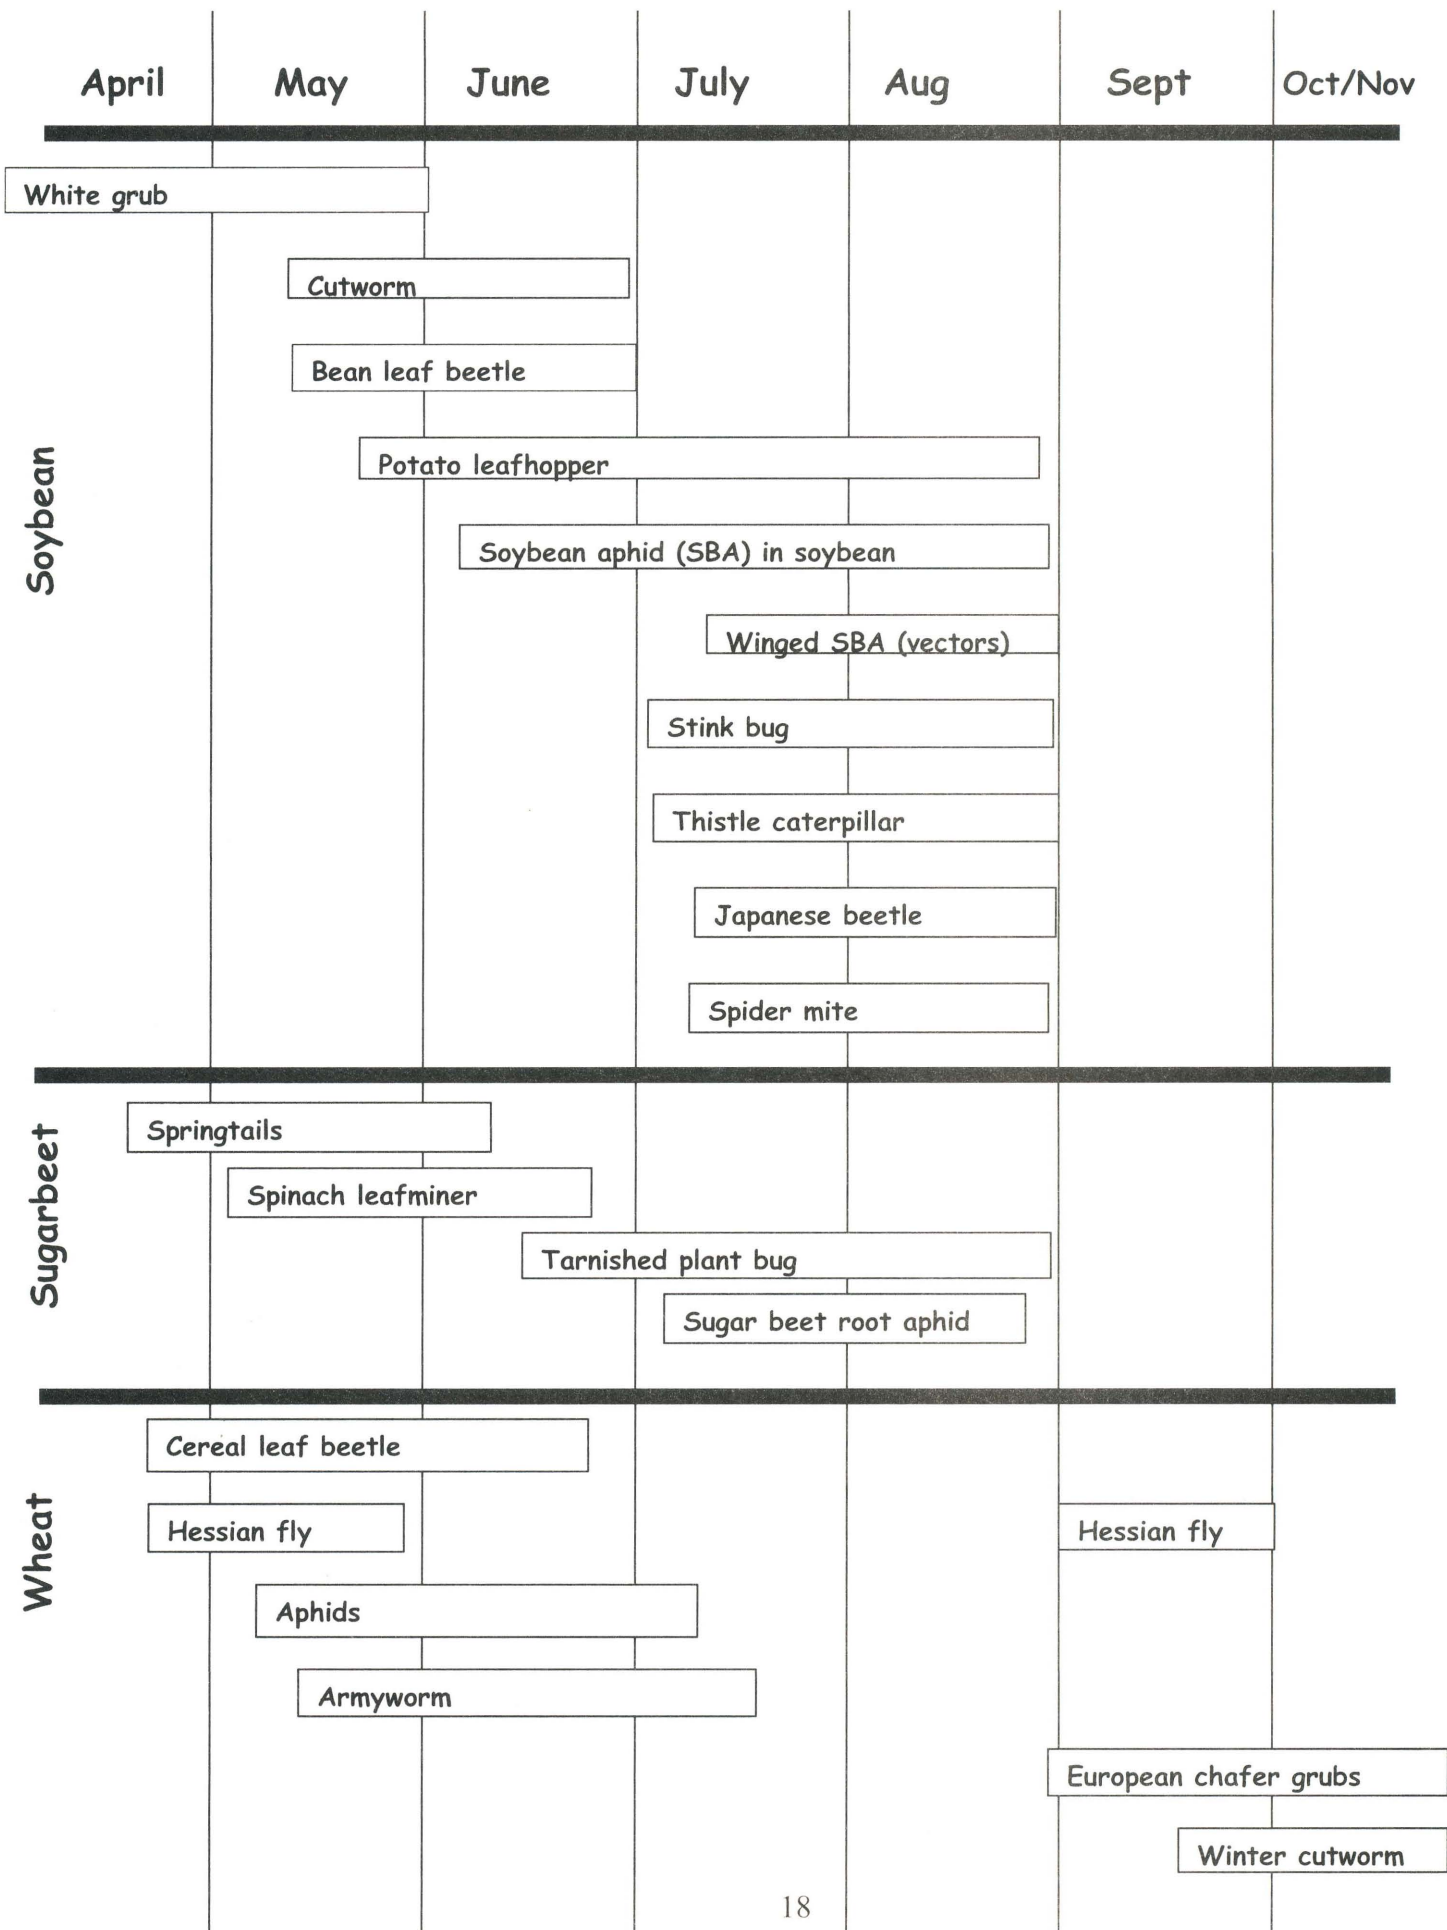 April May June July Aug Sept Oct/Nov
Soybean
White grub
Cutworm
Bean leaf beetle
Potato leafhopper
Soybean aphid (SBA) in soybean
Winged SBA (vectors)
Stink bug
Thistle caterpillar
Japanese beetle
Spider mite
Sugarbeet
Springtails
Spinach leafminer
Tarnished plant bug
Sugar beet root aphid
Wheat
Cereal leaf beetle
Hessian fly Hessian fly
Aphids
Armyworm
European chafer grubs
Winter cutworm
18